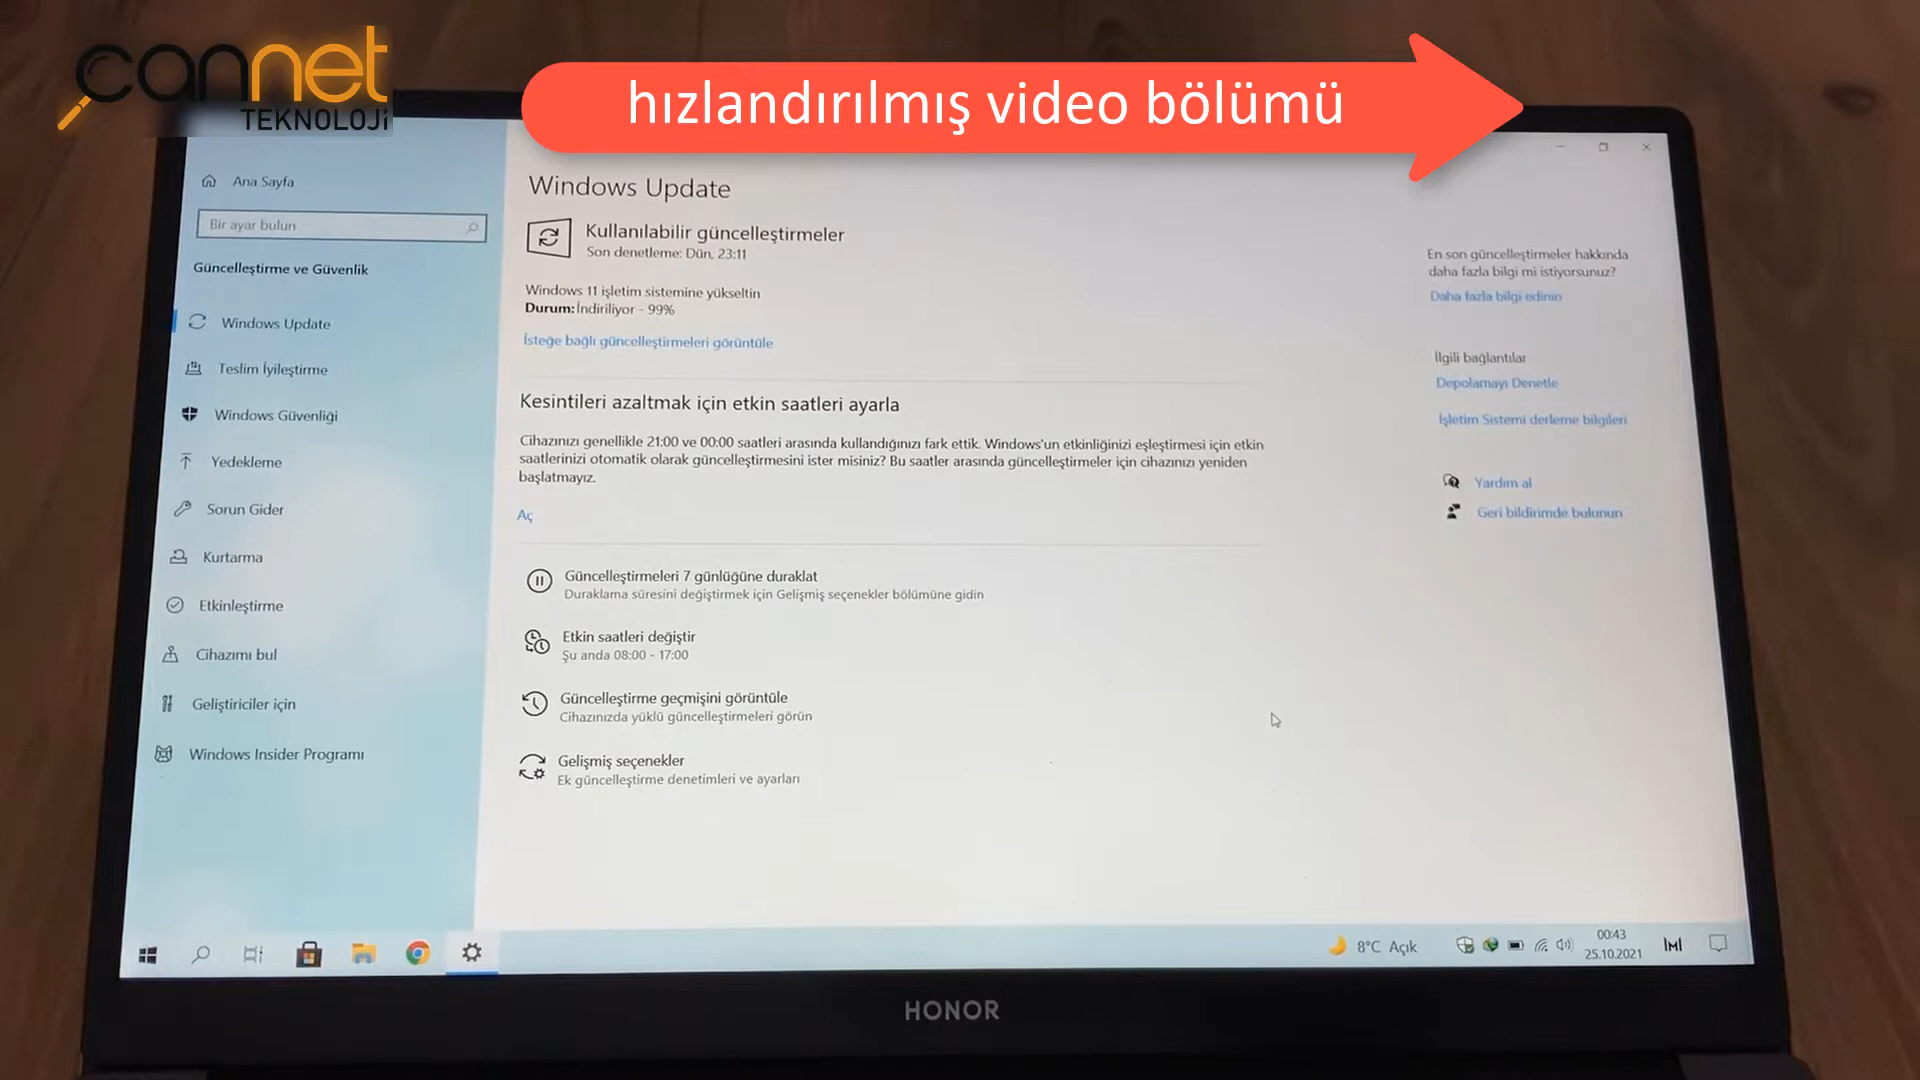 cannet
TEKNOLOJİ
hızlandırılmış video bölümü
Ana Sayfa
Bir ayar bulun
Güncelleştirme ve Güvenlik
Windows Update
Teslim İyileştirme
Windows Güvenliği
Yedekleme
Sorun Gider
Kurtarma
Etkinleştirme
Cihazımı bul
Geliştiriciler için
Windows Insider Programı
Windows Update
Kullanılabilir güncelleştirmeler
Son denetleme: Dün, 23:11
Windows 11 işletim sistemine yükseltin
Durum: İndiriliyor - 99%
İsteğe bağlı güncelleştirmeleri görüntüle
Kesintileri azaltmak için etkin saatleri ayarla
Cihazınızı genellikle 21:00 ve 00:00 saatleri arasında kullandığınızı fark ettik. Windows'un etkinliğinizi eşleştirmesi için etkin
saatlerinizi otomatik olarak güncelleştirmesini ister misiniz? Bu saatler arasında güncelleştirmeler için cihazınızı yeniden
başlatmayız.
Aç
Güncelleştirmeleri 7 günlüğüne duraklat
Duraklama süresini değiştirmek için Gelişmiş seçenekler bölümüne gidin
Etkin saatleri değiştir
Şu anda 08:00 - 17:00
Güncelleştirme geçmişini görüntüle
Cihazınızda yüklü güncelleştirmeleri görün
Gelişmiş seçenekler
Ek güncelleştirme denetimleri ve ayarları
En son güncelleştirmeler hakkında
daha fazla bilgi mi istiyorsunuz?
Daha fazla bilgi edinin
İlgili bağlantılar
Depolamayı Denetle
İşletim Sistemi derleme bilgileri
Yardım al
Geri bildirimde bulunun
8°C Açık
00:43
25.10.2021
HONOR